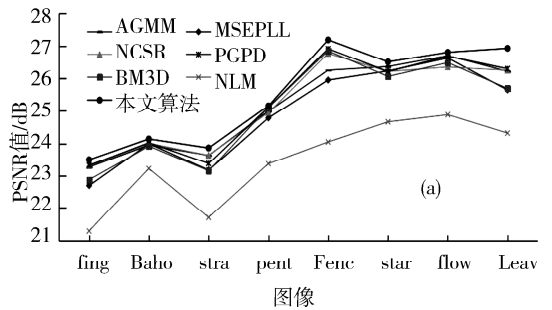 28
27
26
25
24
23
22
21
PSNR值/dB
AGMM
MSEPLL
NCSR
PGPD
BM3D
NLM
本文算法
(a)
fing Baho stra pent Fenc star flow Leav
图像